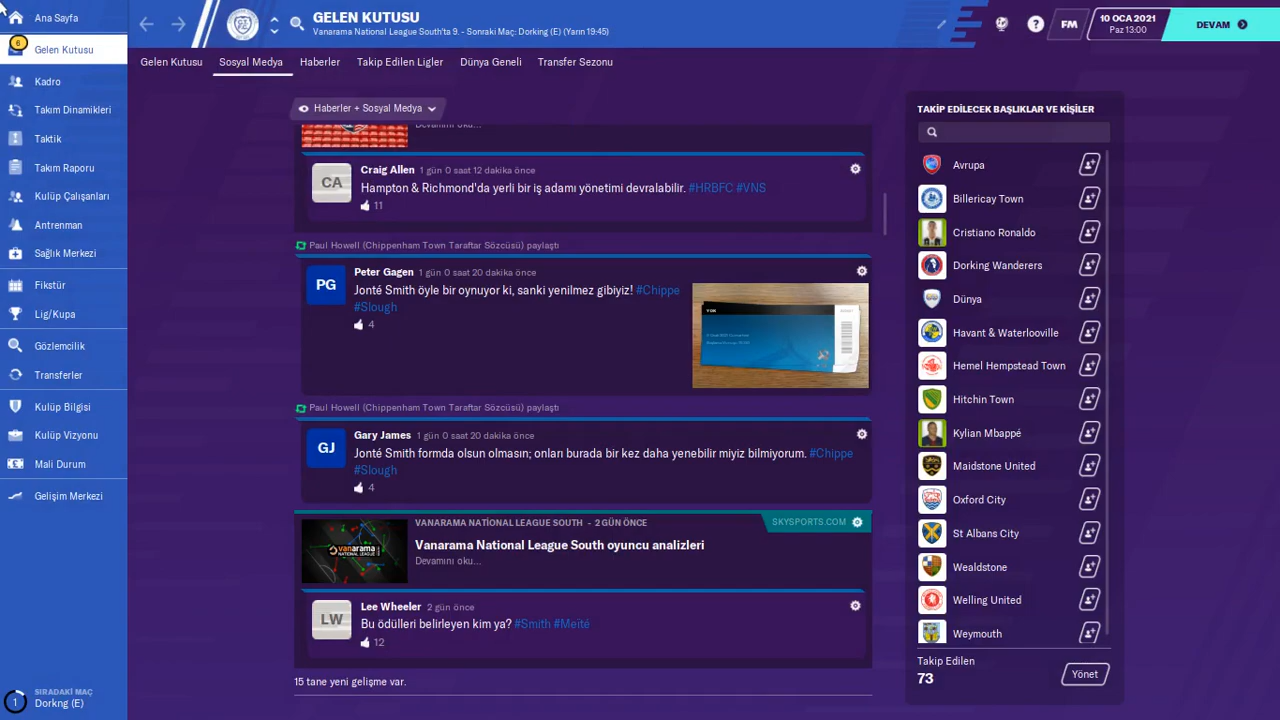 Ana Sayfa
6
Gelen Kutusu
Kadro
Takım Dinamikleri
Taktik
Takım Raporu
Kulüp Çalışanları
Antrenman
Sağlık Merkezi
Fikstür
Lig/Kupa
Gözlemcilik
Transferler
Kulüp Bilgisi
Kulüp Vizyonu
Mali Durum
Gelişim Merkezi
1
SIRADAKİ MAÇ
Dorkng (E)
GELEN KUTUSU
Vanarama National League South'ta 9. - Sonraki Maç: Dorking (E) (Yarın 19:45)
?
FM
10 OCA 2021
Paz 13:00
DEVAM
Gelen Kutusu Sosyal Medya Haberler Takip Edilen Ligler Dünya Geneli Transfer Sezonu
Haberler + Sosyal Medya
Devamını oku...
CA
Craig Allen 1 gün 0 saat 12 dakika önce
Hampton & Richmond'da yerli bir iş adamı yönetimi devralabilir. #HRBFC #VNS
11
Paul Howell (Chippenham Town Taraftar Sözcüsü) paylaştı
PG
Peter Gagen 1 gün 0 saat 20 dakika önce
Jonté Smith öyle bir oynuyor ki, sanki yenilmez gibiyiz! #Chippe
#Slough
4
Paul Howell (Chippenham Town Taraftar Sözcüsü) paylaştı
GJ
Gary James 1 gün 0 saat 20 dakika önce
Jonté Smith formda olsun olmasın; onları burada bir kez daha yenebilir miyiz bilmiyorum. #Chippe
#Slough
4
VANARAMA NATİONAL LEAGUE SOUTH - 2 GÜN ÖNCE
SKYSPORTS.COM
vanarama
Vanarama National League South oyuncu analizleri
Devamını oku...
LW
Lee Wheeler 2 gün önce
Bu ödülleri belirleyen kim ya? #Smith #Meité
12
15 tane yeni gelişme var.
TAKİP EDİLECEK BAŞLIKLAR VE KİŞİLER
Avrupa
Billericay Town
Cristiano Ronaldo
Dorking Wanderers
Dünya
Havant & Waterlooville
Hemel Hempstead Town
Hitchin Town
Kylian Mbappé
Maidstone United
Oxford City
St Albans City
Wealdstone
Welling United
Weymouth
Takip Edilen
73
Yönet